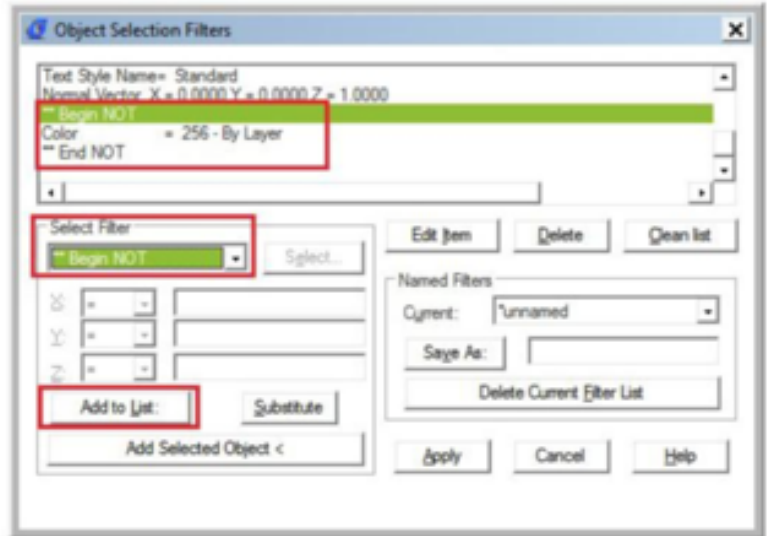 Object Selection Filters
Text Style Name= Standard
Normal Vector X = 0.0000 Y = 0.0000 Z = 1.0000
** Begin NOT
Color = 256 - By Layer
** End NOT
Select Filter
** Begin NOT
Select...
X: =
Y: =
Z: =
Add to List:
Substitute
Add Selected Object <
Edit Item
Delete
Clean list
Named Filters
Current: *unnamed
Save As:
Delete Current Filter List
Apply
Cancel
Help